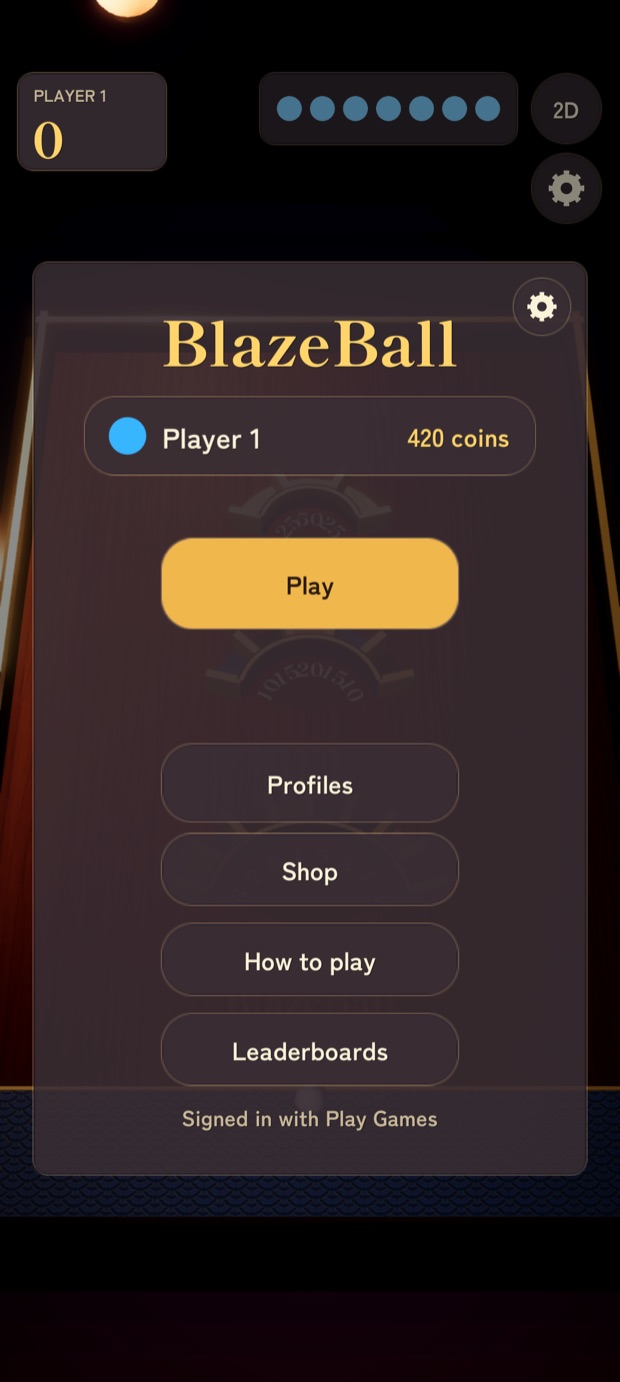 PLAYER 1
0
2D
BlazeBall
Player 1
420 coins
Play
Profiles
Shop
How to play
Leaderboards
Signed in with Play Games